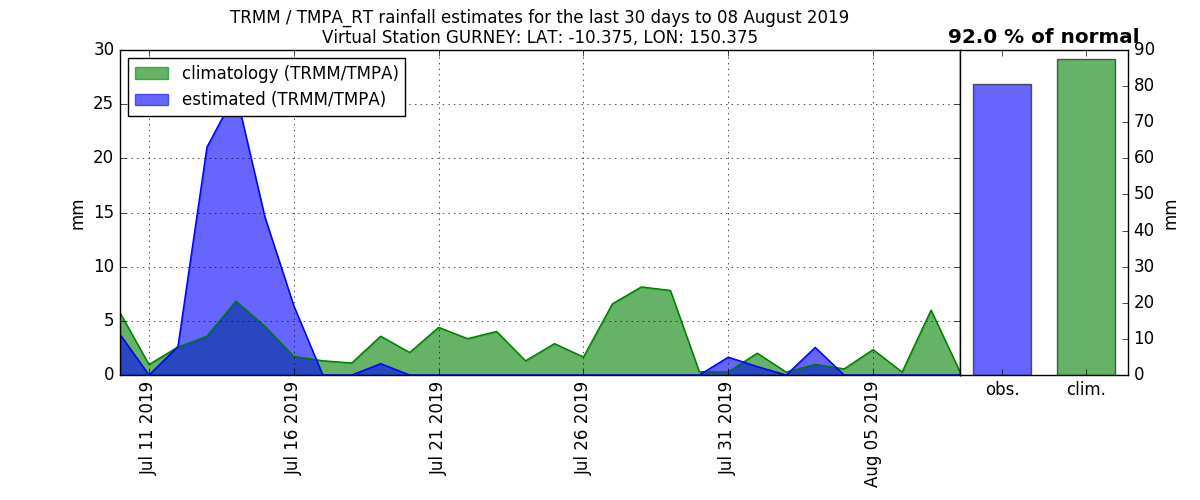 TRMM / TMPA_RT rainfall estimates for the last 30 days to 08 August 2019
Virtual Station GURNEY: LAT: -10.375, LON: 150.375
92.0 % of normal
climatology (TRMM/TMPA)
estimated (TRMM/TMPA)
30
25
20
15
10
5
0
mm
Jul 11 2019
Jul 16 2019
Jul 21 2019
Jul 26 2019
Jul 31 2019
Aug 05 2019
90
80
70
60
50
40
30
20
10
0
mm
obs.
clim.